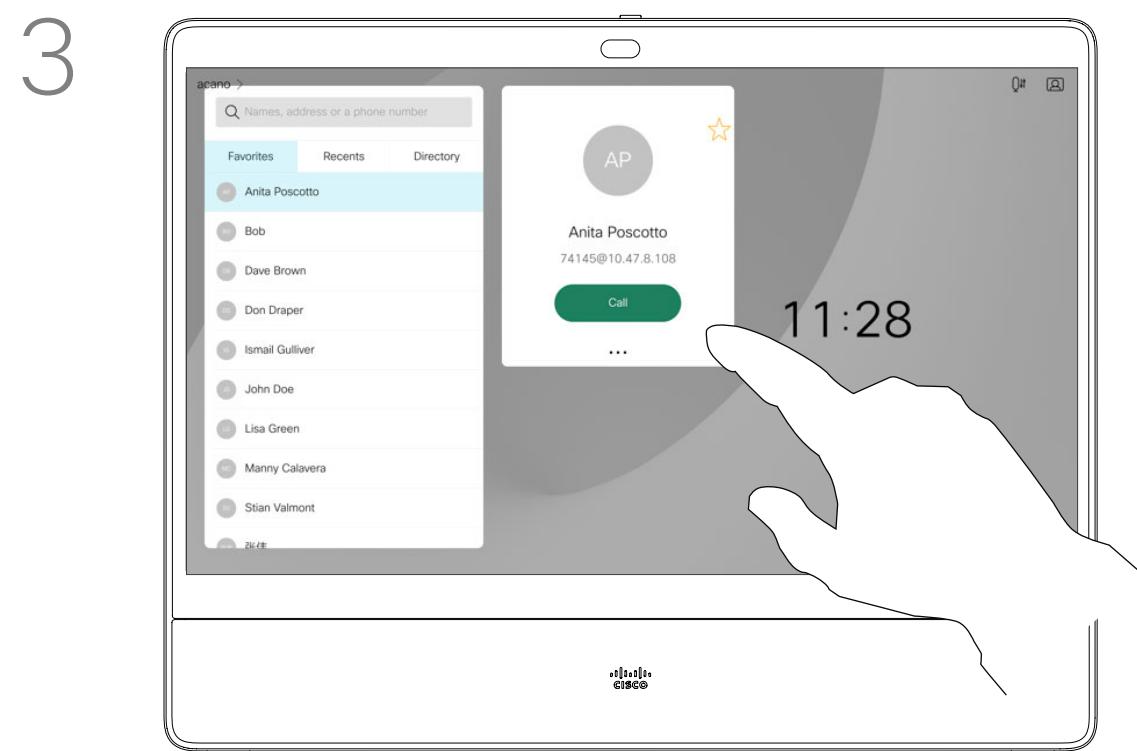 3
acano >
Names, address or a phone number
Favorites Recents Directory
Anita Poscotto
Bob
Dave Brown
Don Draper
Ismail Gulliver
John Doe
Lisa Green
Manny Calavera
Stian Valmont
张伟
AP
Anita Poscotto
74145@10.47.8.108
Call
...
11:28
CISCO